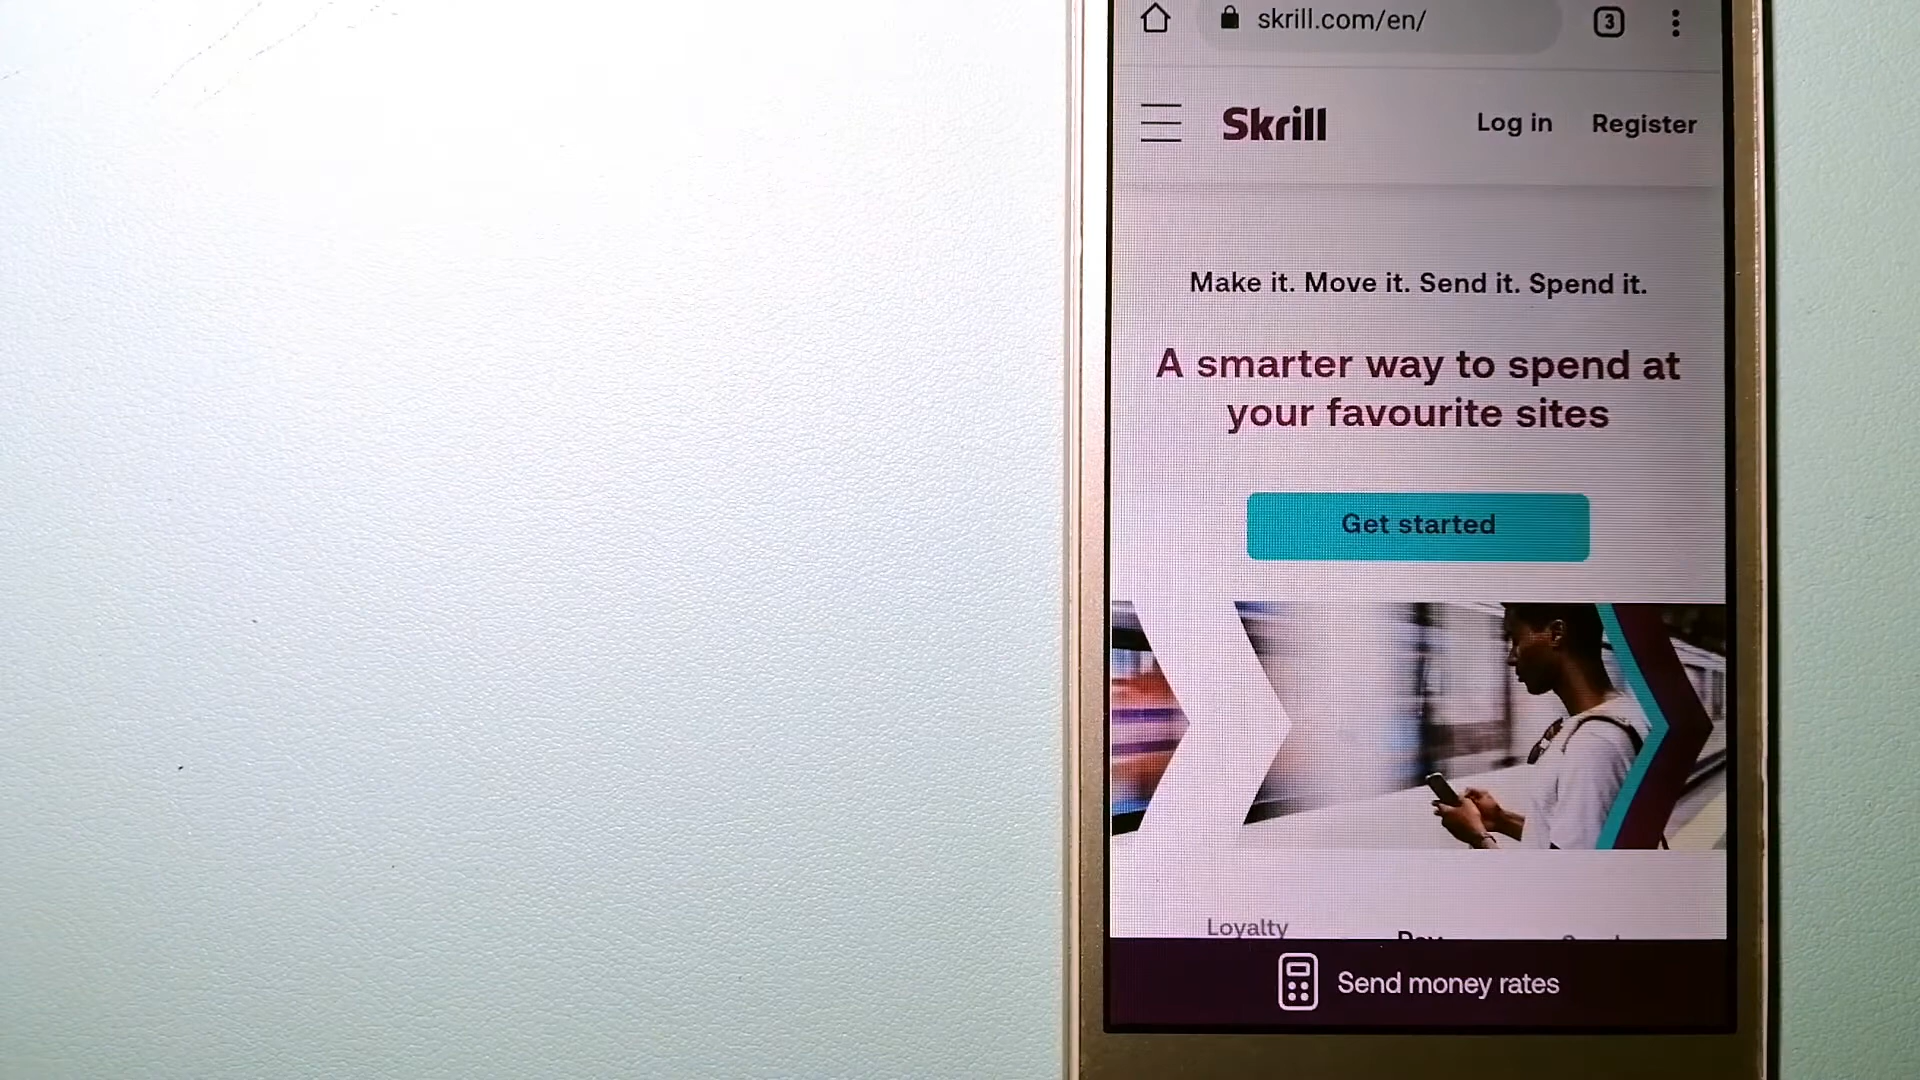 skrill.com/en/
3
Skrill
Log in
Register
Make it. Move it. Send it. Spend it.
A smarter way to spend at
your favourite sites
Get started
Loyalty
Send money rates